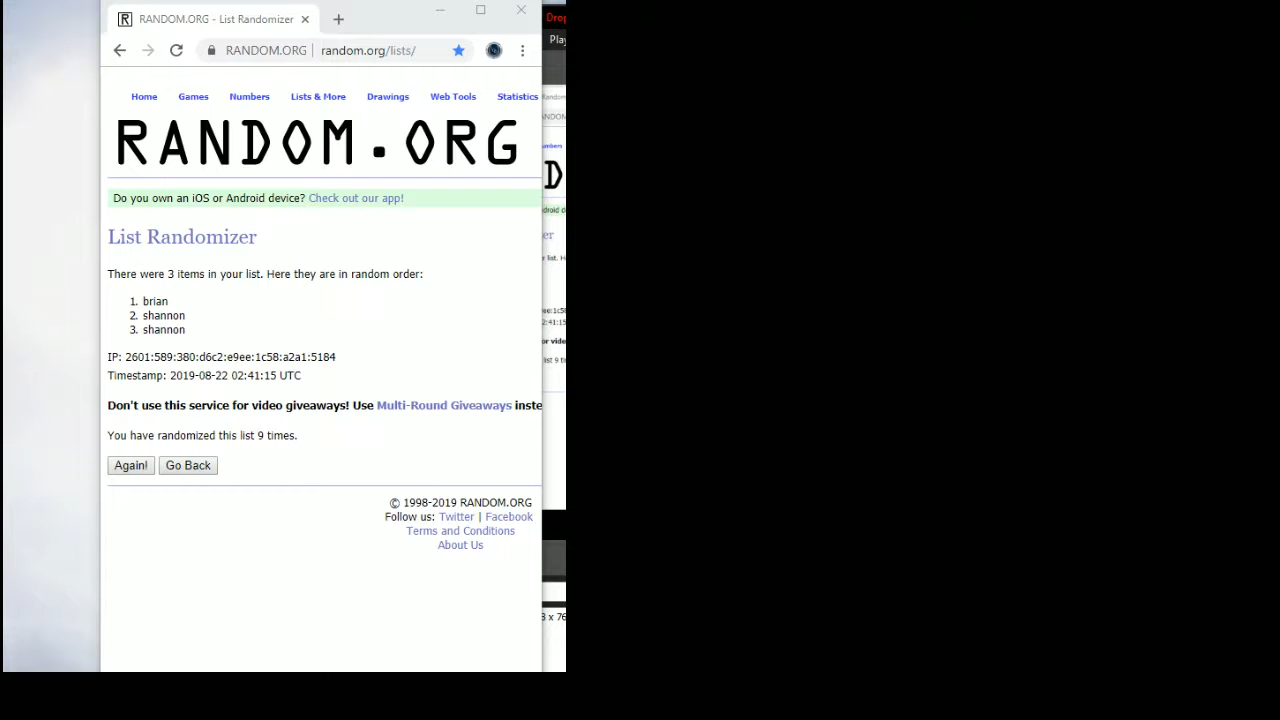 RANDOM.ORG - List Randomizer
Drop
Play
RANDOM.ORG | random.org/lists/
Home Games Numbers Lists & More Drawings Web Tools Statistics
RANDOM.ORG
Do you own an iOS or Android device? Check out our app!
List Randomizer
There were 3 items in your list. Here they are in random order:
1. brian
2. shannon
3. shannon
IP: 2601:589:380:d6c2:e9ee:1c58:a2a1:5184
Timestamp: 2019-08-22 02:41:15 UTC
Don't use this service for video giveaways! Use Multi-Round Giveaways inste
You have randomized this list 9 times.
Again! Go Back
© 1998-2019 RANDOM.ORG
Follow us: Twitter | Facebook
Terms and Conditions
About Us